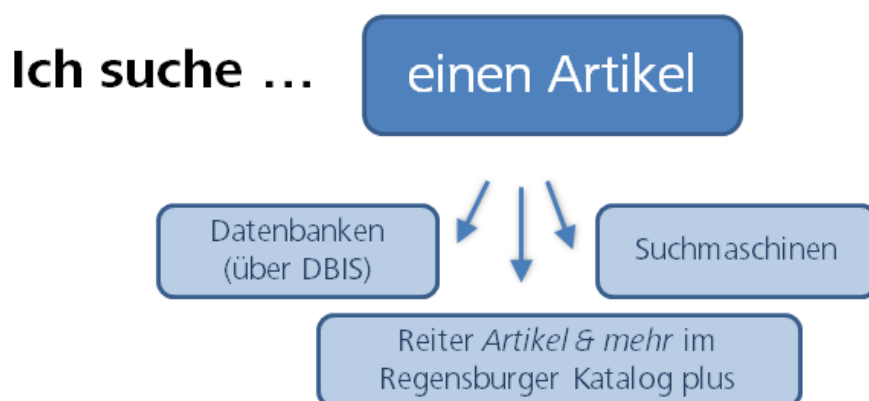 Ich suche …
einen Artikel
Datenbanken
(über DBIS)
Suchmaschinen
Reiter Artikel & mehr im
Regensburger Katalog plus